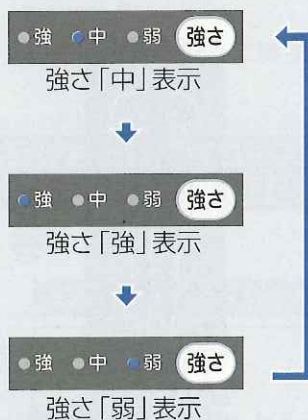 強 中 弱 強さ
強さ「中」表示
強 中 弱 強さ
強さ「強」表示
強 中 弱 強さ
強さ「弱」表示